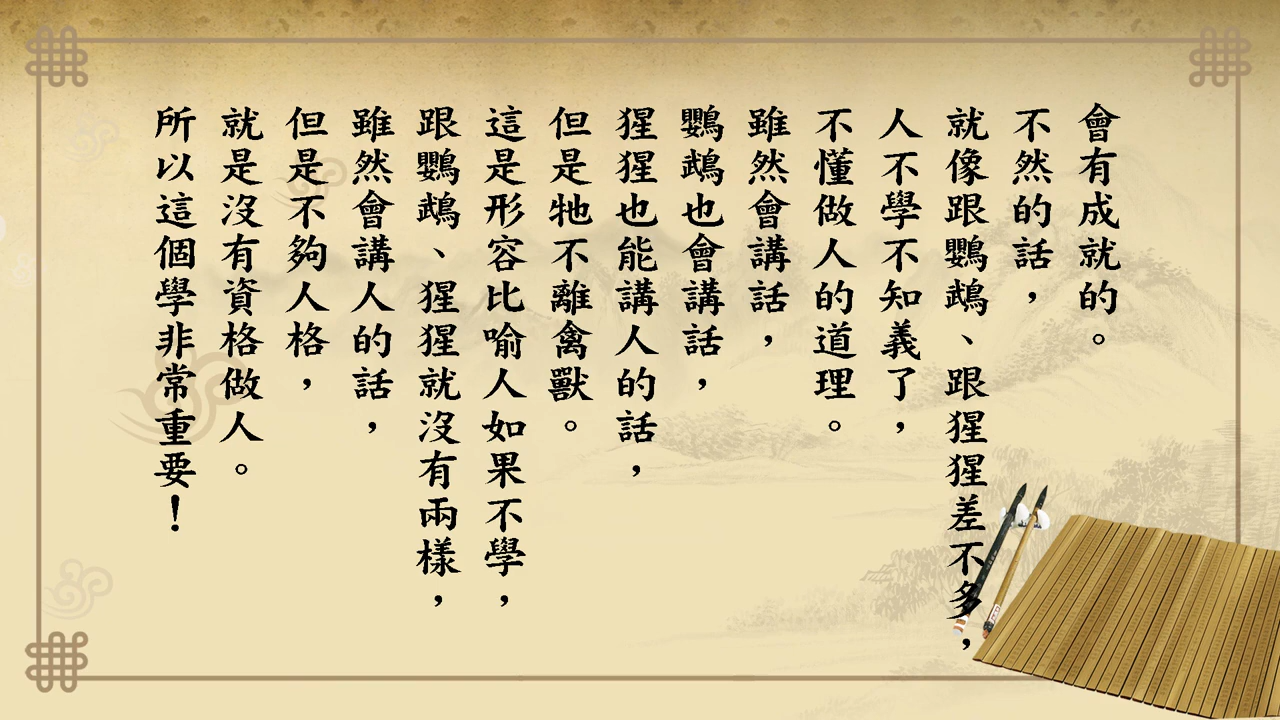 會有成就的。
不然的話，
就像跟鸚鵡、跟猩猩差不多，
人不學不知義了，
不懂做人的道理。
雖然會講話，
鸚鵡也會講話，
猩猩也能講人的話，
但是牠不離禽獸。
這是形容比喻人如果不學，
跟鸚鵡、猩猩就沒有兩樣，
雖然會講人的話，
但是不夠人格，
就是沒有資格做人。
所以這個學非常重要！